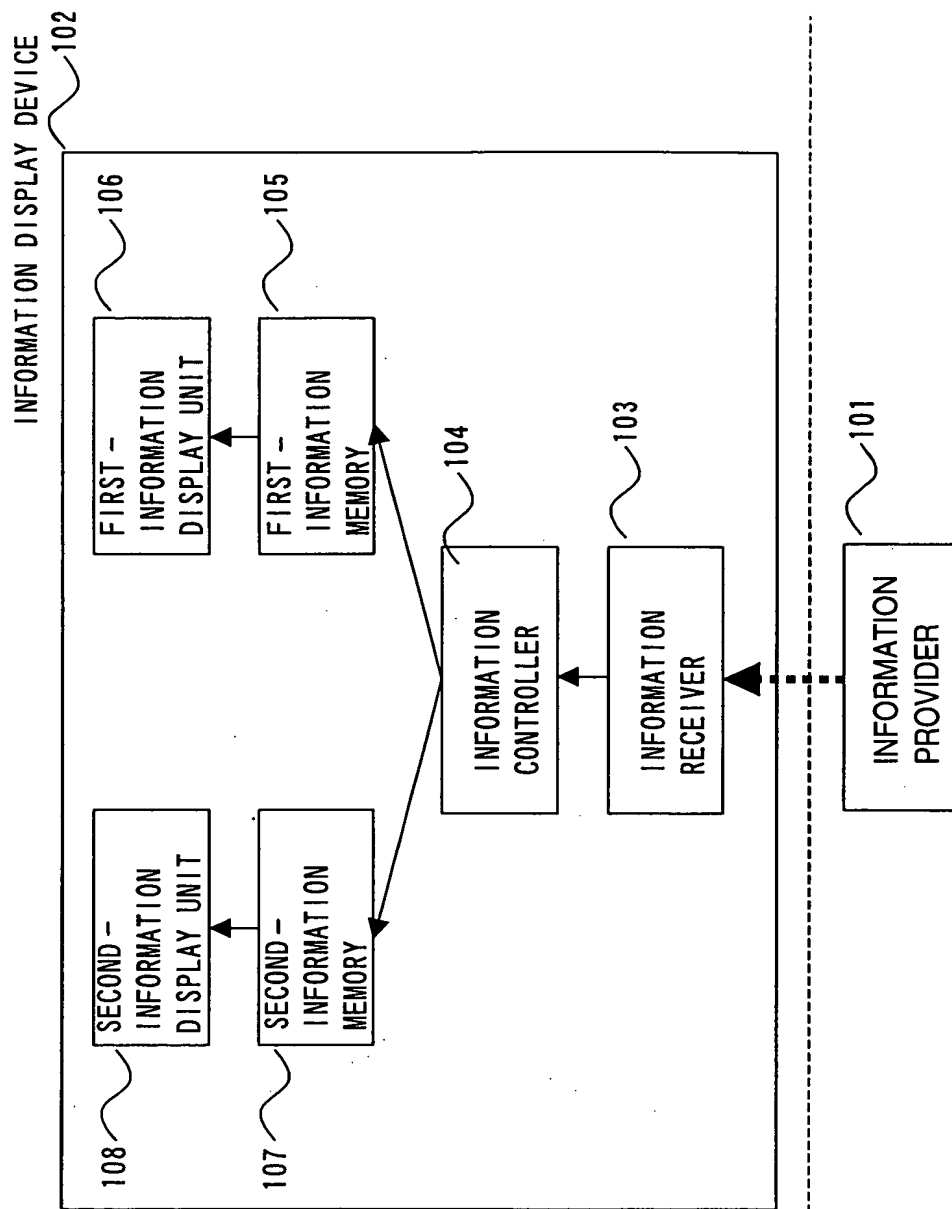 INFORMATION DISPLAY DEVICE
102
106
FIRST-
INFORMATION
DISPLAY UNIT
105
FIRST-
INFORMATION
MEMORY
SECOND-
INFORMATION
DISPLAY UNIT
108
SECOND-
INFORMATION
MEMORY
107
104
INFORMATION
CONTROLLER
103
INFORMATION
RECEIVER
101
INFORMATION
PROVIDER